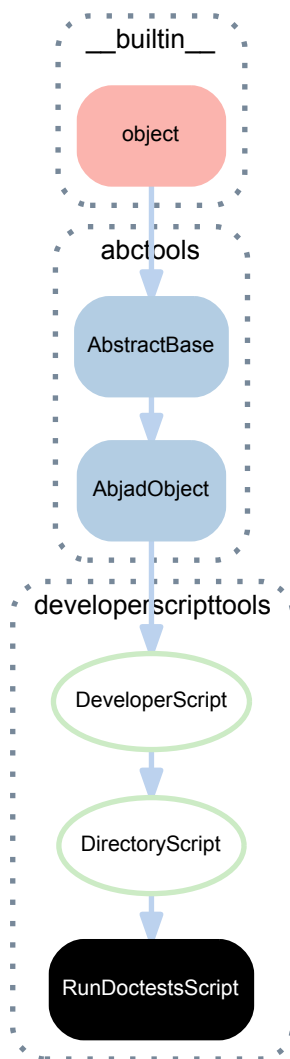 __builtin__
object
abctools
AbstractBase
AbjadObject
developerscripttools
DeveloperScript
DirectoryScript
RunDoctestsScript